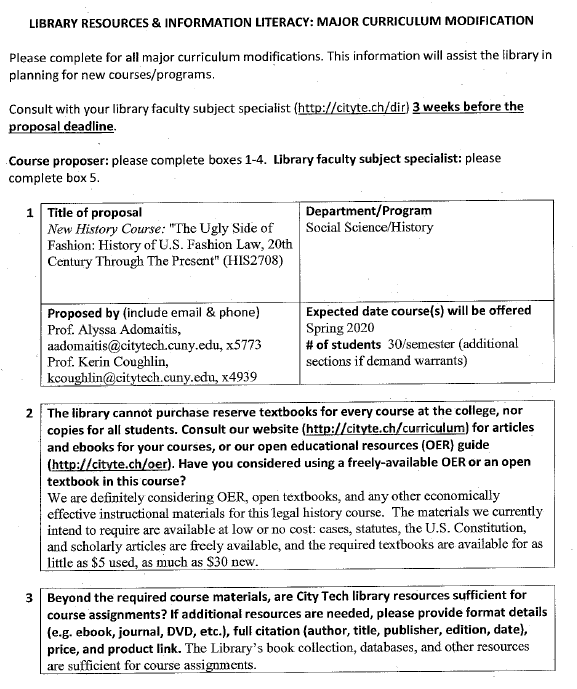 LIBRARY RESOURCES & INFORMATION LITERACY: MAJOR CURRICULUM MODIFICATION
Please complete for all major curriculum modifications. This information will assist the library in
planning for new courses/programs.
Consult with your library faculty subject specialist (http://cityte.ch/dir) 3 weeks before the
proposal deadline.
Course proposer: please complete boxes 1-4. Library faculty subject specialist: please
complete box 5.
1 Title of proposal
New History Course: "The Ugly Side of
Fashion: History of U.S. Fashion Law, 20th
Century Through The Present" (HIS2708)
Department/Program
Social Science/History
Proposed by (include email & phone)
Prof. Alyssa Adomaitis,
aadomaitis@citytech.cuny.edu, x5773
Prof. Kerin Coughlin,
kcoughlin@citytech.cuny.edu, x4939
Expected date course(s) will be offered
Spring 2020
# of students 30/semester (additional
sections if demand warrants)
2 The library cannot purchase reserve textbooks for every course at the college, nor
copies for all students. Consult our website (http://cityte.ch/curriculum) for articles
and ebooks for your courses, or our open educational resources (OER) guide
(http://cityte.ch/oer). Have you considered using a freely-available OER or an open
textbook in this course?
We are definitely considering OER, open textbooks, and any other economically
effective instructional materials for this legal history course. The materials we currently
intend to require are available at low or no cost: cases, statutes, the U.S. Constitution,
and scholarly articles are freely available, and the required textbooks are available for as
little as $5 used, as much as $30 new.
3 Beyond the required course materials, are City Tech library resources sufficient for
course assignments? If additional resources are needed, please provide format details
(e.g. ebook, journal, DVD, etc.), full citation (author, title, publisher, edition, date),
price, and product link. The Library's book collection, databases, and other resources
are sufficient for course assignments.